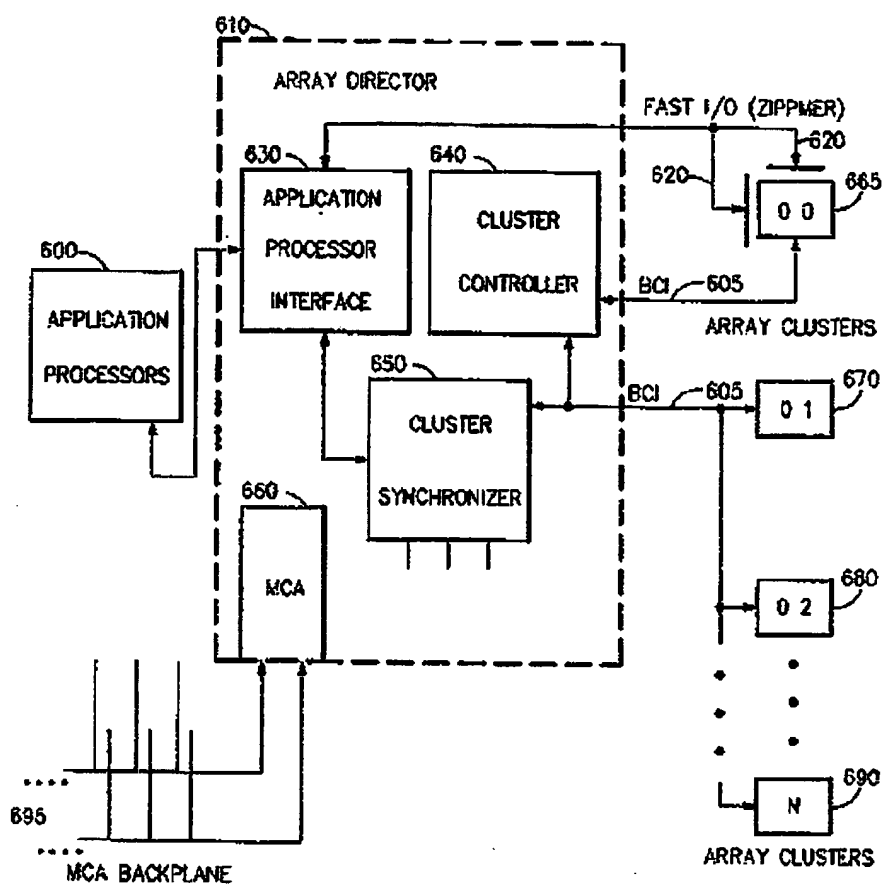 610
ARRAY DIRECTOR
FAST I/O (ZIPPMER)
620
620
630
640
665
APPLICATION
PROCESSOR
INTERFACE
CLUSTER
CONTROLLER
0 0
600
APPLICATION
PROCESSORS
BCI
605
ARRAY CLUSTERS
650
CLUSTER
SYNCHRONIZER
BCI
605
670
0 1
660
MCA
680
0 2
695
MCA BACKPLANE
690
N
ARRAY CLUSTERS